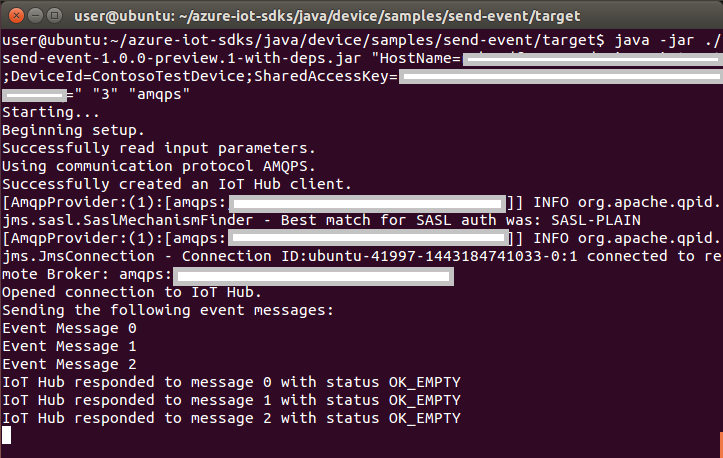 user@ubuntu: ~/azure-iot-sdks/java/device/samples/send-event/target
user@ubuntu:~/azure-iot-sdks/java/device/samples/send-event/target$ java -jar ./
send-event-1.0.0-preview.1-with-deps.jar "HostName=
;DeviceId=ContosoTestDevice;SharedAccessKey=
=" "3" "amqps"
Starting...
Beginning setup.
Successfully read input parameters.
Using communication protocol AMQPS.
Successfully created an IoT Hub client.
[AmqpProvider:(1):[amqps: ]] INFO org.apache.qpid.
jms.sasl.SaslMechanismFinder - Best match for SASL auth was: SASL-PLAIN
[AmqpProvider:(1):[amqps: ]] INFO org.apache.qpid.
jms.JmsConnection - Connection ID:ubuntu-41997-1443184741033-0:1 connected to re
mote Broker: amqps:
Opened connection to IoT Hub.
Sending the following event messages:
Event Message 0
Event Message 1
Event Message 2
IoT Hub responded to message 0 with status OK_EMPTY
IoT Hub responded to message 1 with status OK_EMPTY
IoT Hub responded to message 2 with status OK_EMPTY